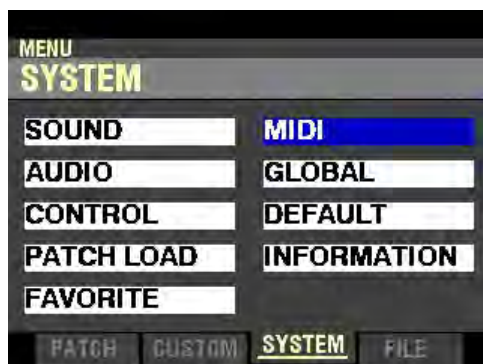 MENU
SYSTEM
SOUND
MIDI
AUDIO
GLOBAL
CONTROL
DEFAULT
PATCH LOAD
INFORMATION
FAVORITE
PATCH CUSTOM SYSTEM FILE